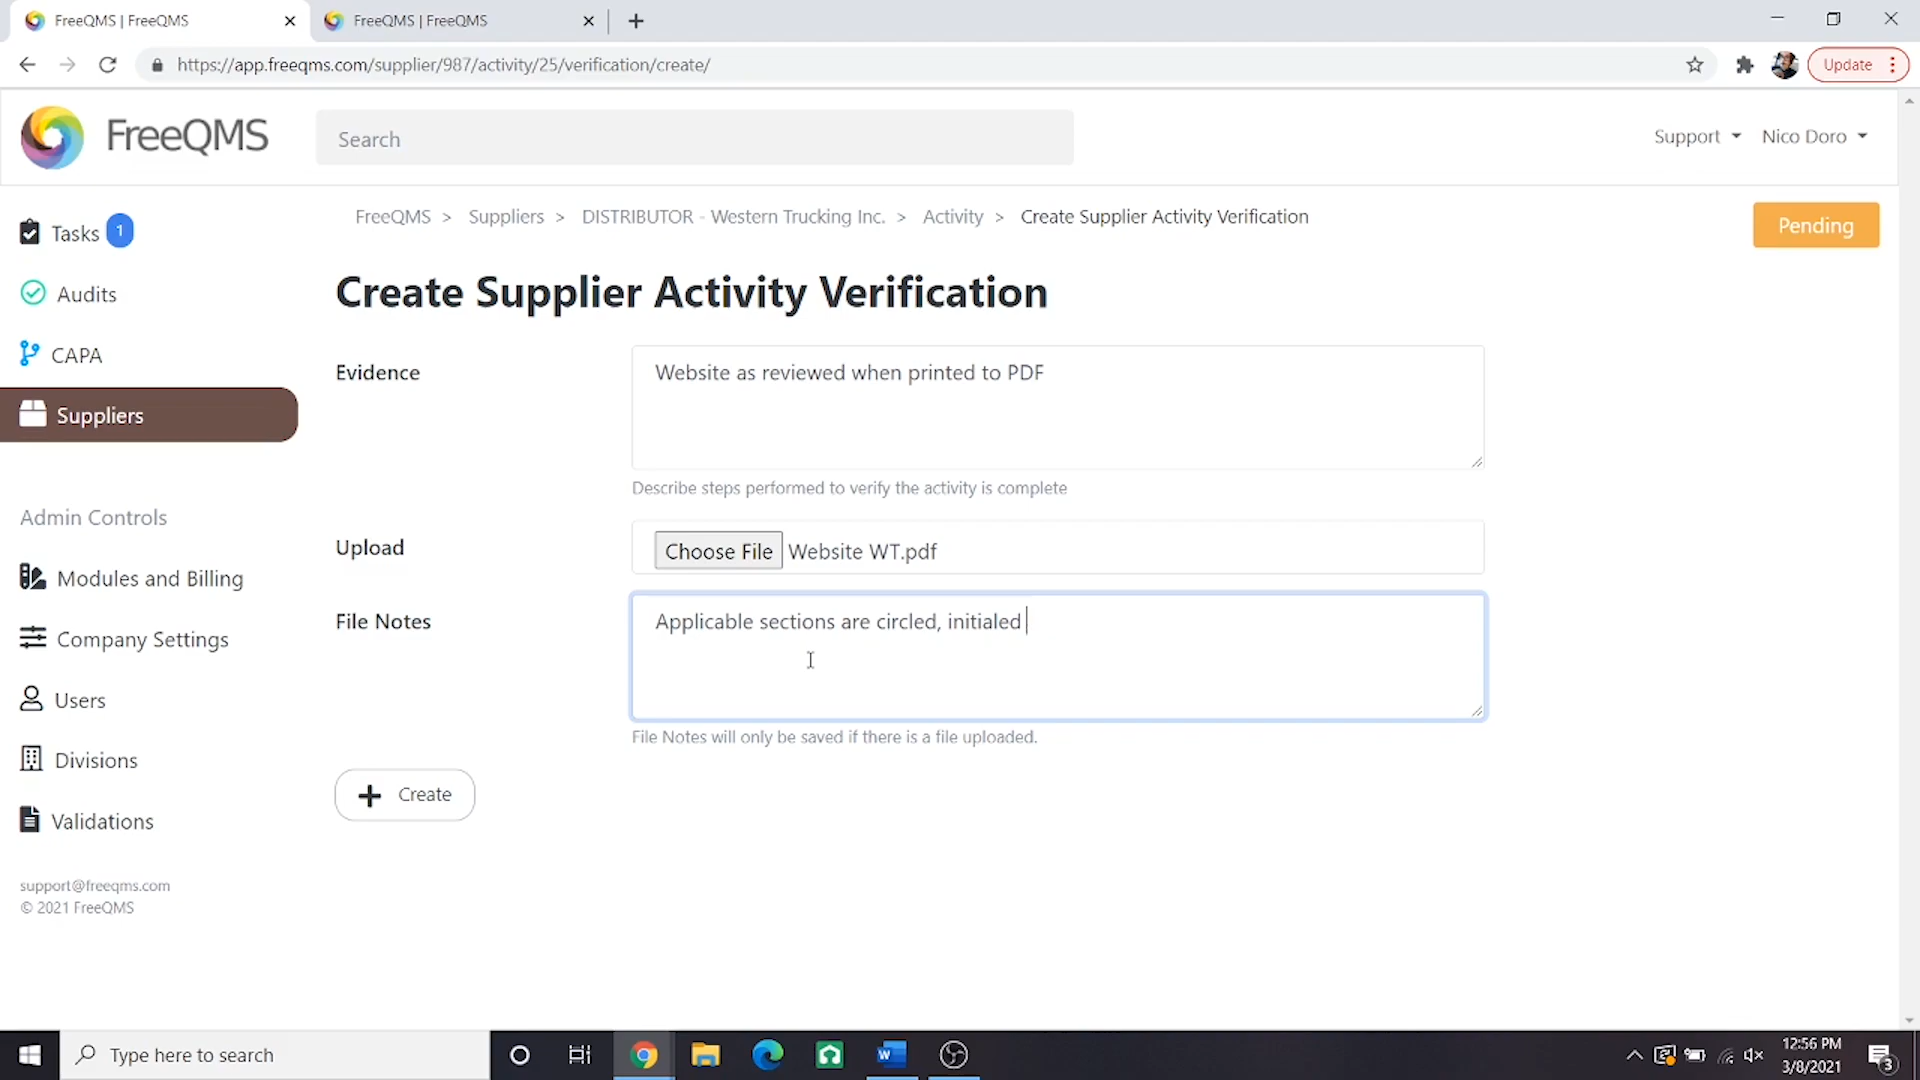 FreeQMS | FreeQMS
FreeQMS | FreeQMS
https://app.freeqms.com/supplier/987/activity/25/verification/create/
Update
FreeQMS
Search
Support
Nico Doro
Tasks 1
Audits
CAPA
Suppliers
Admin Controls
Modules and Billing
Company Settings
Users
Divisions
Validations
support@freeqms.com
© 2021 FreeQMS
FreeQMS > Suppliers > DISTRIBUTOR - Western Trucking Inc. > Activity > Create Supplier Activity Verification
Pending
Create Supplier Activity Verification
Evidence
Website as reviewed when printed to PDF
Describe steps performed to verify the activity is complete
Upload
Choose File Website WT.pdf
File Notes
Applicable sections are circled, initialed
File Notes will only be saved if there is a file uploaded.
Create
Type here to search
12:56 PM
3/8/2021
3